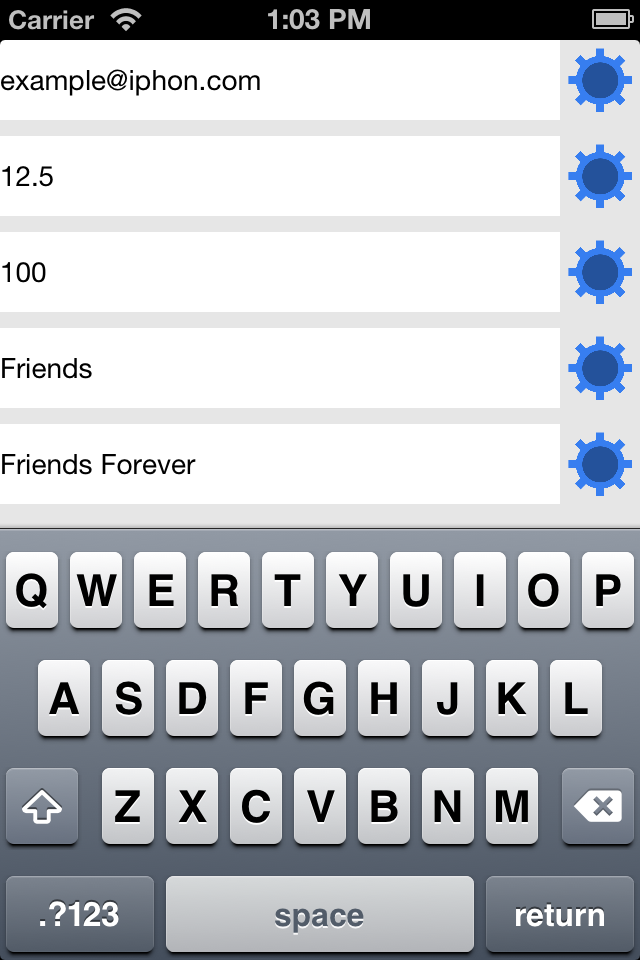 Carrier 1:03 PM
example@iphon.com
12.5
100
Friends
Friends Forever
Q W E R T Y U I O P
A S D F G H J K L
Z X C V B N M
.?123 space return